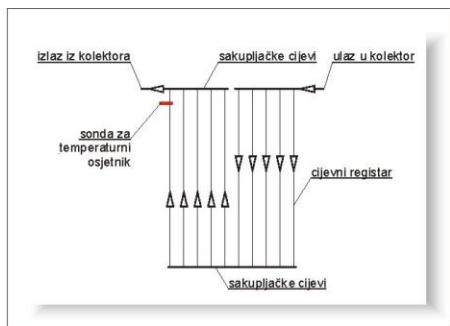 izlaz iz kolektora
sakupljačke cijevi
ulaz u kolektor
sonda za
temperaturni
osjetnik
cijevni registar
sakupljačke cijevi